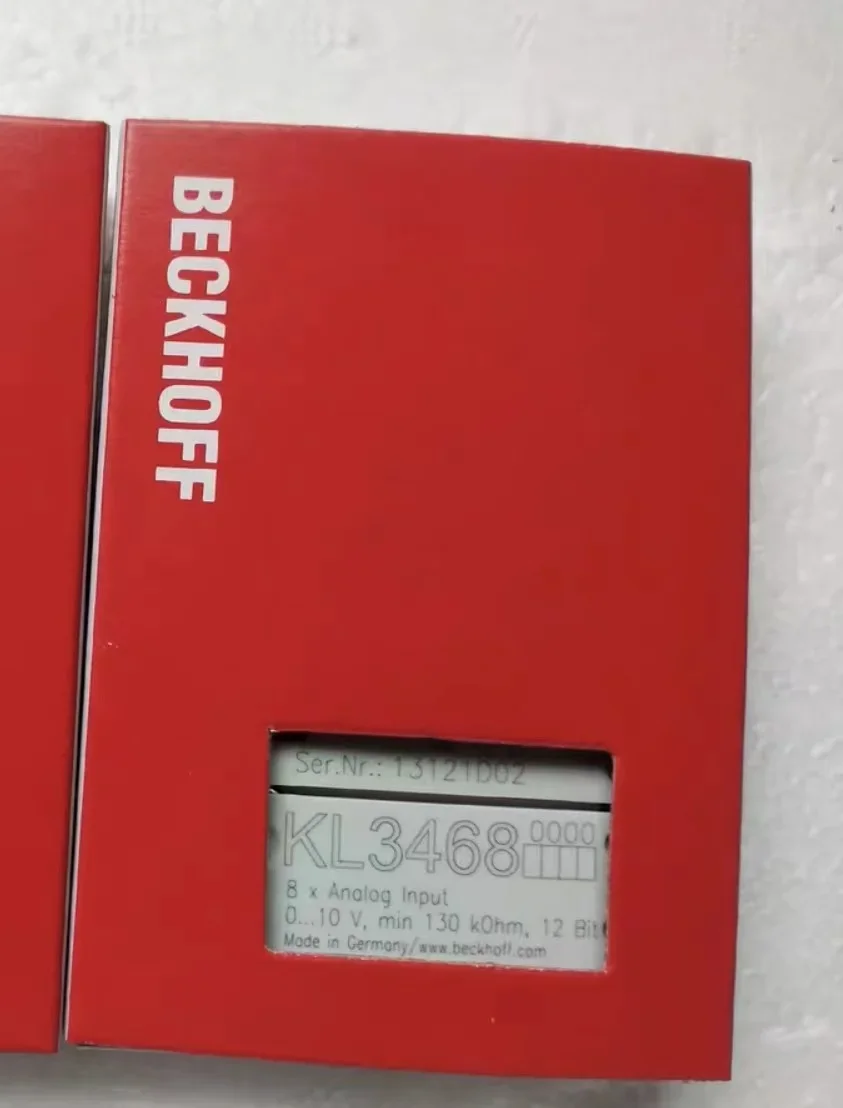 BECKHOFF
Ser.Nr.: 13121D02
KL3468 0000
8 x Analog Input
0...10 V, min 130 kOhm, 12 Bit
Made in Germany/www.beckhoff.com